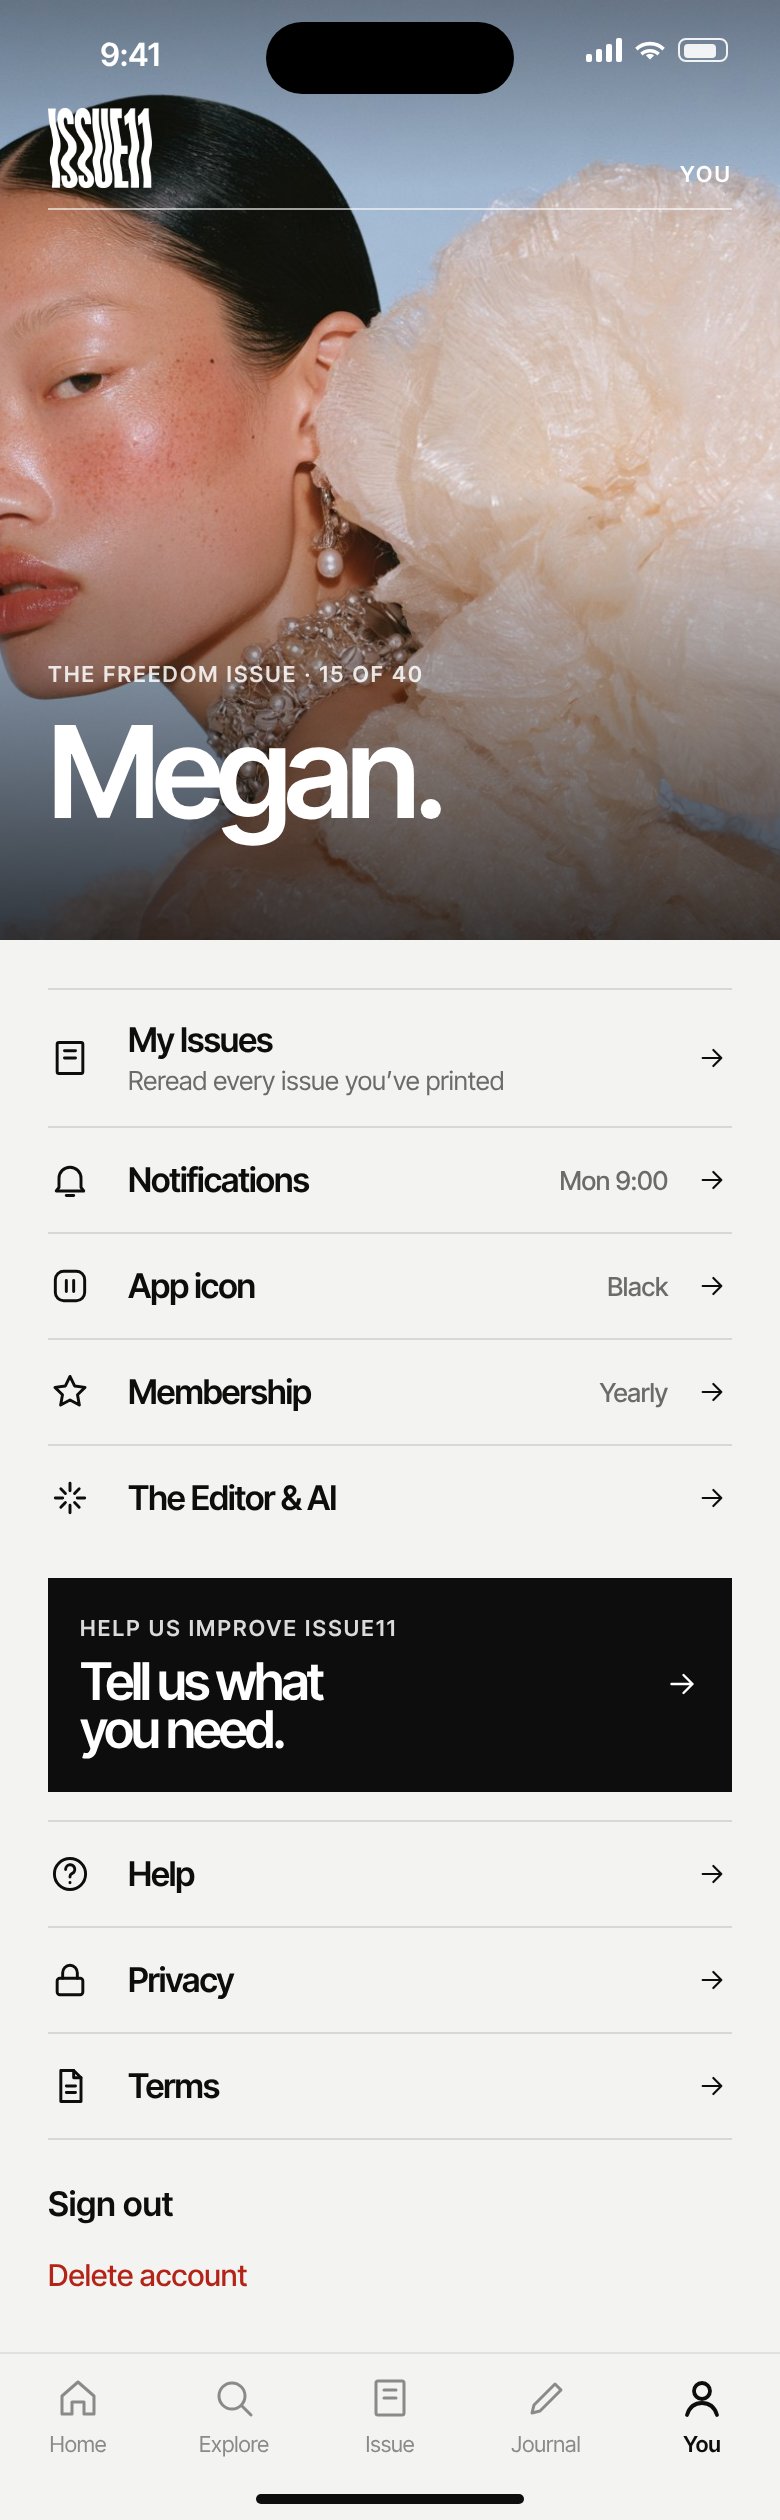 9:41
ISSUE11
YOU
THE FREEDOM ISSUE · 15 OF 40
Megan.
My Issues
Reread every issue you’ve printed
Notifications
Mon 9:00
App icon
Black
Membership
Yearly
The Editor & AI
HELP US IMPROVE ISSUE11
Tell us what
you need.
Help
Privacy
Terms
Sign out
Delete account
Home
Explore
Issue
Journal
You